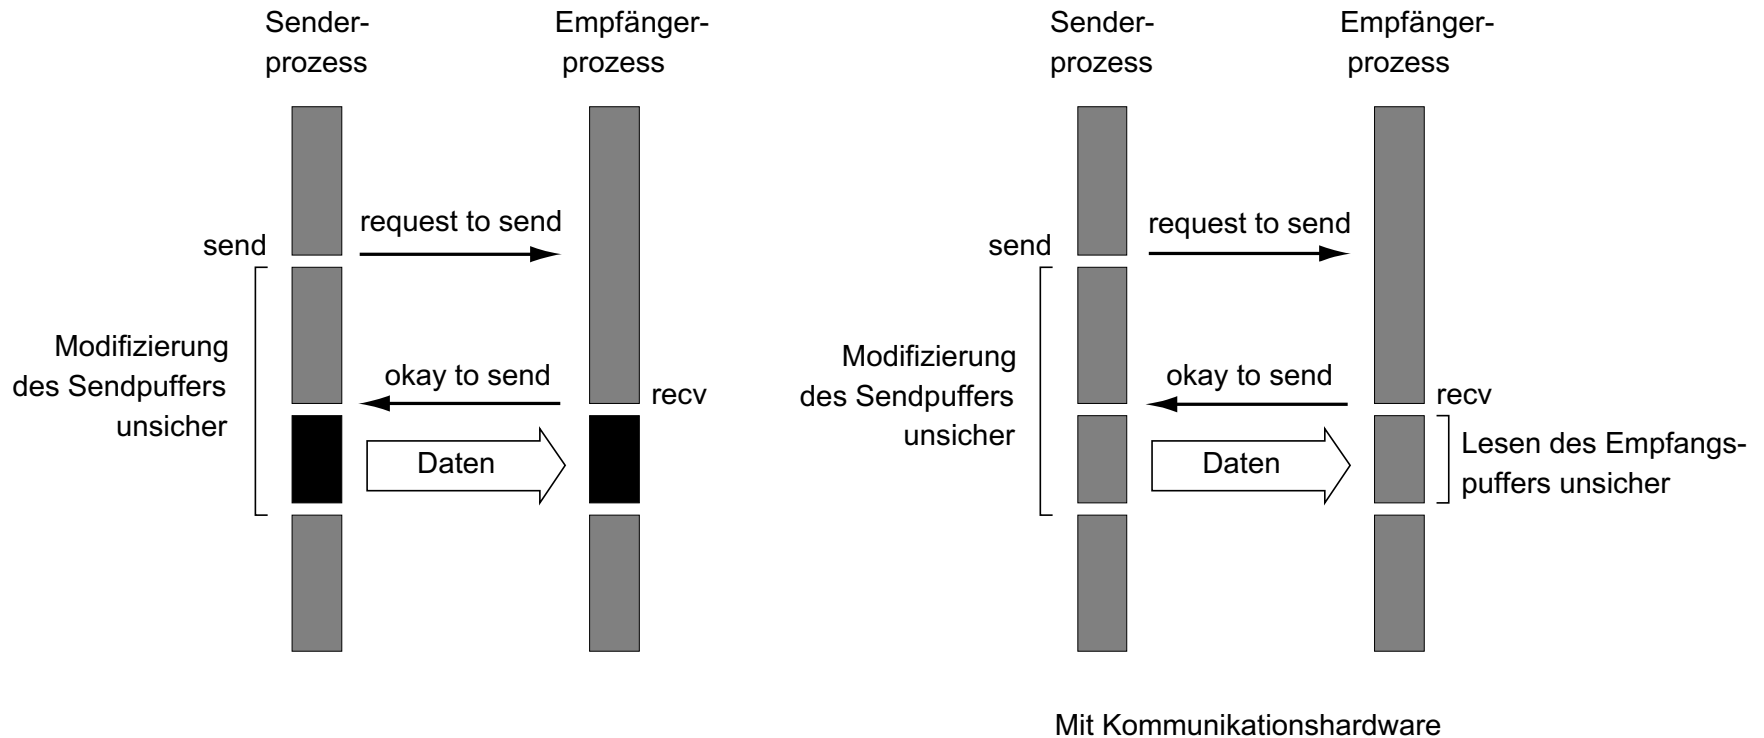 Sender-
prozess
Empfänger-
prozess
request to send
send
Modifizierung
des Sendpuffers
unsicher
okay to send
recv
Daten
Sender-
prozess
Empfänger-
prozess
request to send
send
Modifizierung
des Sendpuffers
unsicher
okay to send
recv
Daten
Lesen des Empfangs-
puffers unsicher
Mit Kommunikationshardware